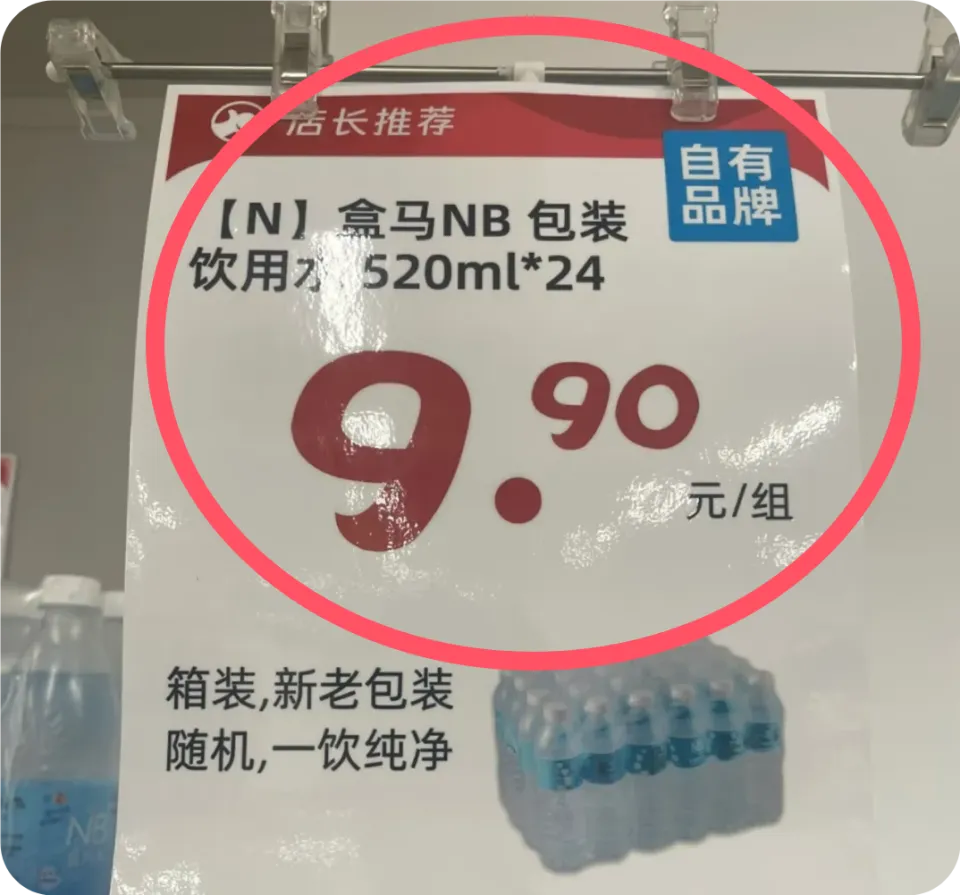 店长推荐
自有
品牌
【N】盒马NB 包装
饮用水 520ml*24
9.90
元/组
箱装,新老包装
随机,一饮纯净
NB